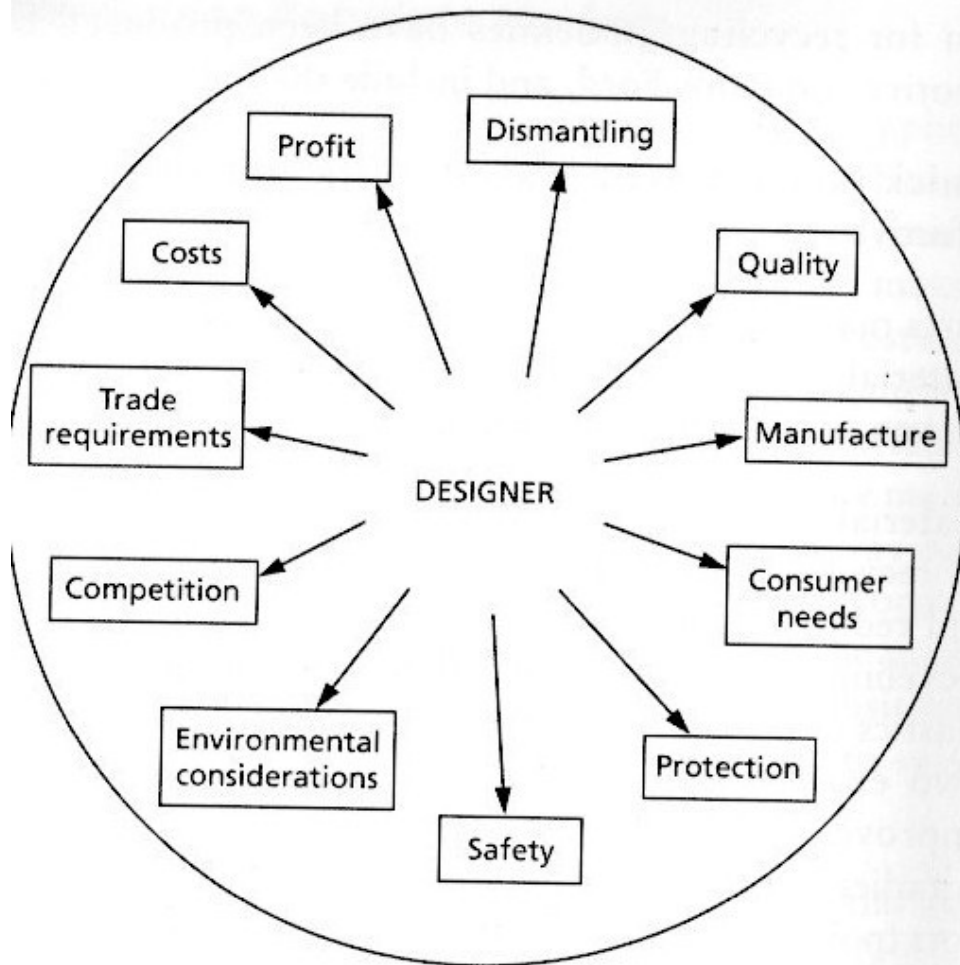 Profit
Dismantling
Costs
Quality
Trade
requirements
Manufacture
DESIGNER
Competition
Consumer
needs
Environmental
considerations
Protection
Safety